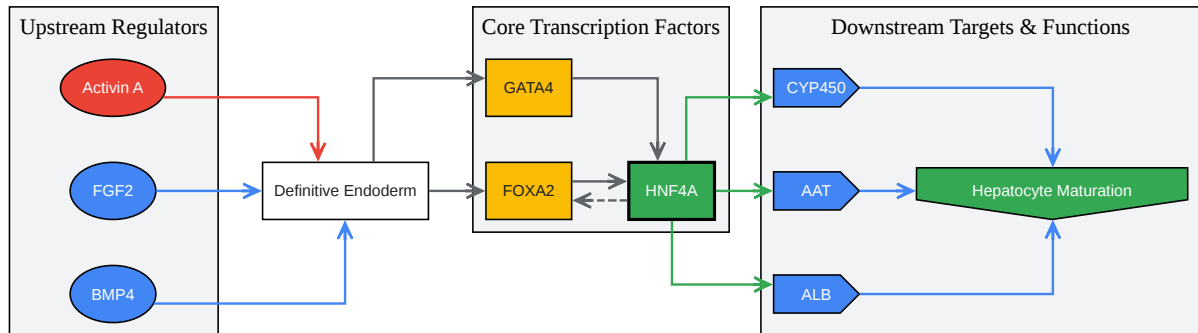 Upstream Regulators
Core Transcription Factors
Downstream Targets & Functions
Activin A
GATA4
CYP450
FGF2
Definitive Endoderm
FOXA2
HNF4A
AAT
Hepatocyte Maturation
BMP4
ALB